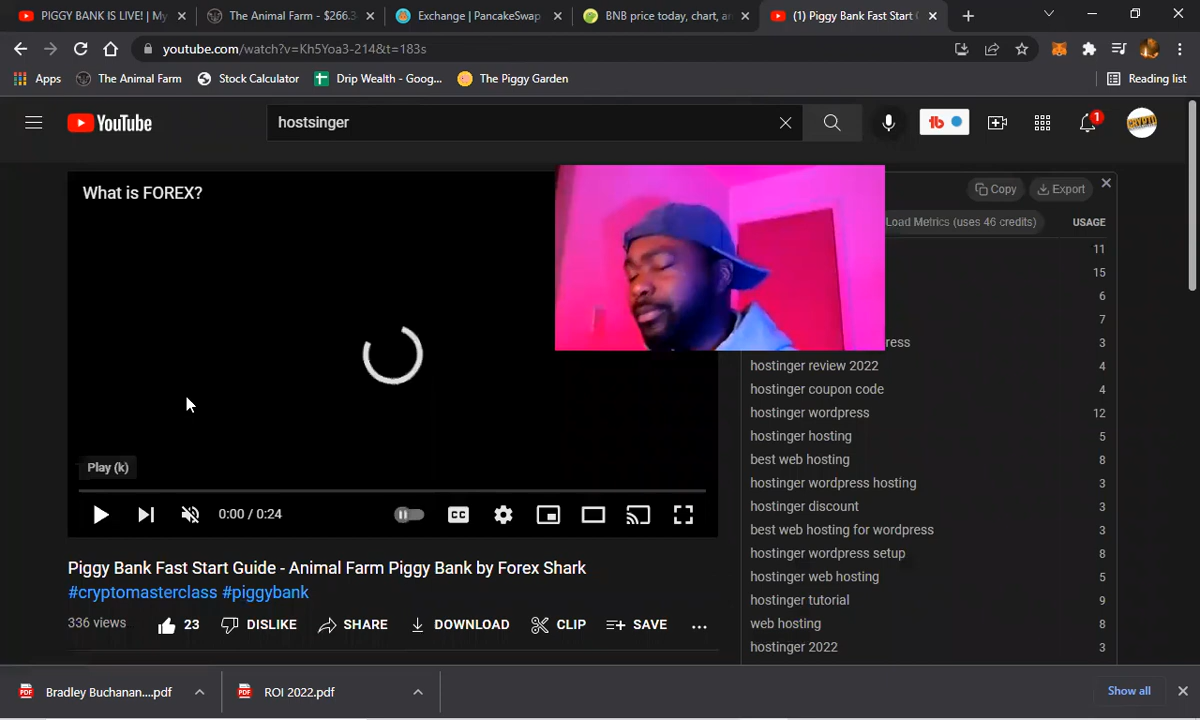 PIGGY BANK IS LIVE! | My
The Animal Farm - $266.3
Exchange | PancakeSwap
BNB price today, chart, an
(1) Piggy Bank Fast Start G
youtube.com/watch?v=Kh5Yoa3-214&t=183s
Apps
The Animal Farm
Stock Calculator
Drip Wealth - Goog...
The Piggy Garden
Reading list
YouTube
hostsinger
1
CRYPTO
What is FOREX?
Copy
Export
Load Metrics (uses 46 credits)
USAGE
11
15
6
7
ress 3
hostinger review 2022 4
hostinger coupon code 4
hostinger wordpress 12
hostinger hosting 5
best web hosting 8
hostinger wordpress hosting 3
hostinger discount 3
best web hosting for wordpress 3
hostinger wordpress setup 8
hostinger web hosting 5
hostinger tutorial 9
web hosting 8
hostinger 2022 3
Play (k)
0:00 / 0:24
CC
Piggy Bank Fast Start Guide - Animal Farm Piggy Bank by Forex Shark
#cryptomasterclass #piggybank
336 views
23
DISLIKE
SHARE
DOWNLOAD
CLIP
SAVE
...
PDF
Bradley Buchanan....pdf
PDF
ROI 2022.pdf
Show all